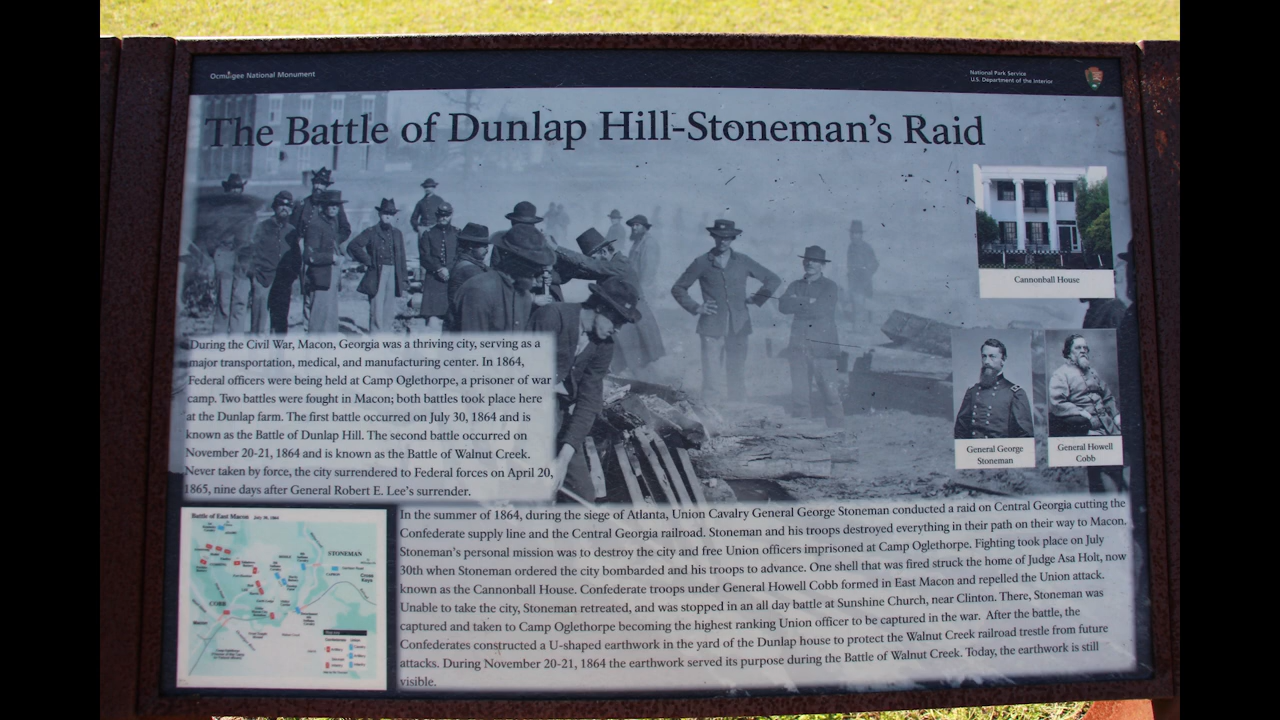 Ocmulgee National Monument
National Park Service
U.S. Department of the Interior
The Battle of Dunlap Hill-Stoneman's Raid
Cannonball House
General George
Stoneman
General Howell
Cobb
During the Civil War, Macon, Georgia was a thriving city, serving as a
major transportation, medical, and manufacturing center. In 1864,
Federal officers were being held at Camp Oglethorpe, a prisoner of war
camp. Two battles were fought in Macon; both battles took place here
at the Dunlap farm. The first battle occurred on July 30, 1864 and is
known as the Battle of Dunlap Hill. The second battle occurred on
November 20-21, 1864 and is known as the Battle of Walnut Creek.
Never taken by force, the city surrendered to Federal forces on April 20,
1865, nine days after General Robert E. Lee's surrender.
Battle of East Macon July 30, 1864
STONEMAN
Cross
Keys
COBB
Macon
In the summer of 1864, during the siege of Atlanta, Union Cavalry General George Stoneman conducted a raid on Central Georgia cutting the
Confederate supply line and the Central Georgia railroad. Stoneman and his troops destroyed everything in their path on their way to Macon.
Stoneman's personal mission was to destroy the city and free Union officers imprisoned at Camp Oglethorpe. Fighting took place on July
30th when Stoneman ordered the city bombarded and his troops to advance. One shell that was fired struck the home of Judge Asa Holt, now
known as the Cannonball House. Confederate troops under General Howell Cobb formed in East Macon and repelled the Union attack.
Unable to take the city, Stoneman retreated, and was stopped in an all day battle at Sunshine Church, near Clinton. There, Stoneman was
captured and taken to Camp Oglethorpe becoming the highest ranking Union officer to be captured in the war. After the battle, the
Confederates constructed a U-shaped earthwork in the yard of the Dunlap house to protect the Walnut Creek railroad trestle from future
attacks. During November 20-21, 1864 the earthwork served its purpose during the Battle of Walnut Creek. Today, the earthwork is still
visible.